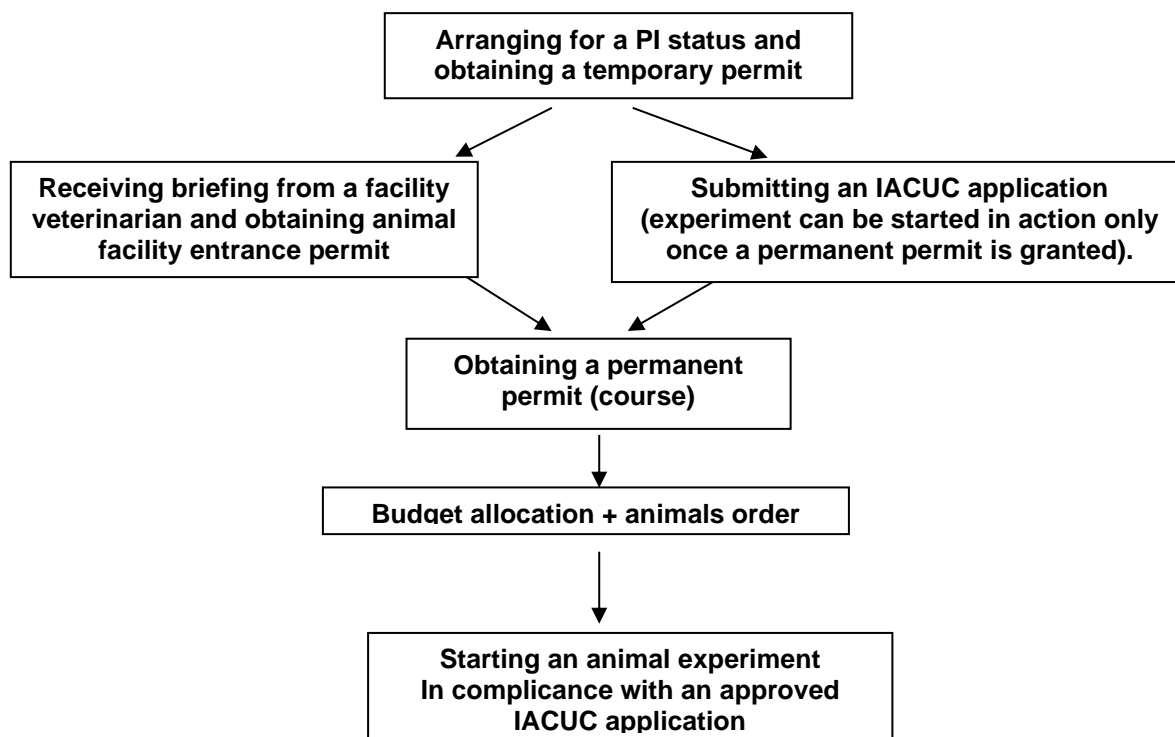 Arranging for a PI status and
obtaining a temporary permit
Receiving briefing from a facility
veterinarian and obtaining animal
facility entrance permit
Submitting an IACUC application
(experiment can be started in action only
once a permanent permit is granted).
Obtaining a permanent
permit (course)
Budget allocation + animals order
Starting an animal experiment
In complicance with an approved
IACUC application